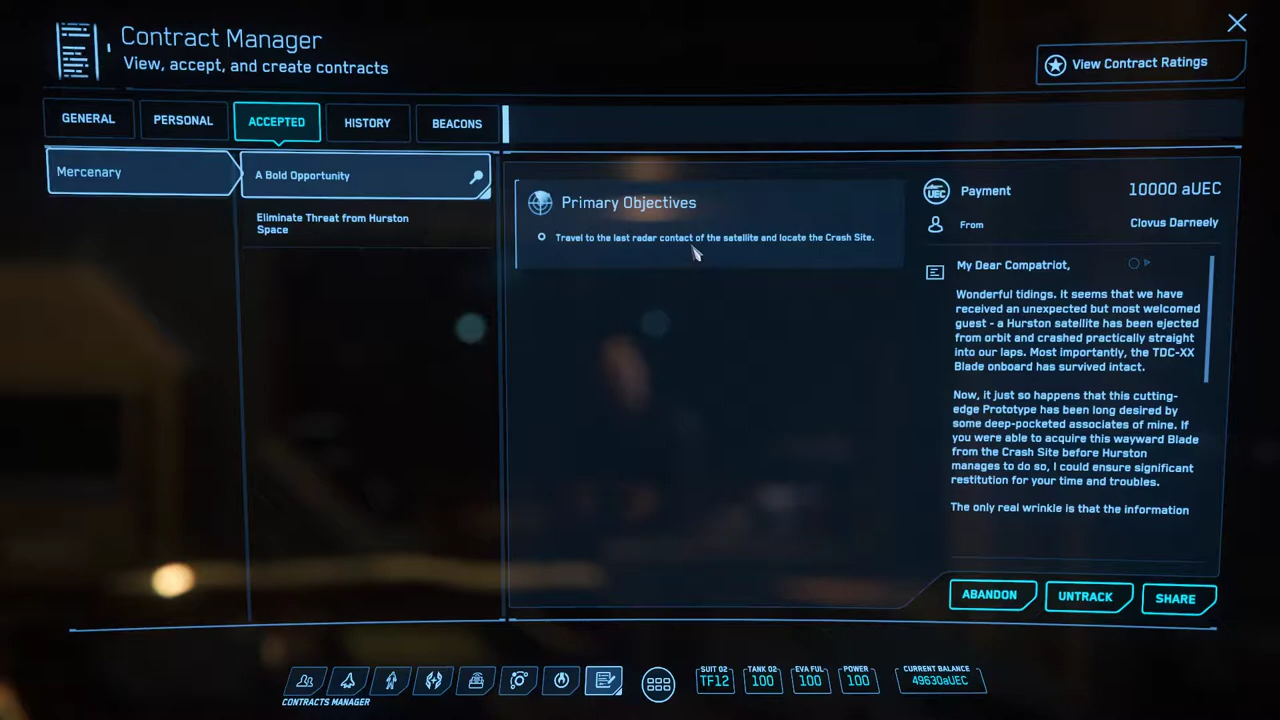 Contract Manager
View, accept, and create contracts
View Contract Ratings
GENERAL
PERSONAL
ACCEPTED
HISTORY
BEACONS
Mercenary
A Bold Opportunity
Eliminate Threat from Hurston
Space
Primary Objectives
Travel to the last radar contact of the satellite and locate the Crash Site.
UEC
Payment
10000 aUEC
From
Clovus Darneely
My Dear Compatriot,
Wonderful tidings. It seems that we have
received an unexpected but most welcomed
guest - a Hurston satellite has been ejected
from orbit and crashed practically straight
into our laps. Most importantly, the TDC-XX
Blade onboard has survived intact.
Now, it just so happens that this cutting-
edge Prototype has been long desired by
some deep-pocketed associates of mine. If
you were able to acquire this wayward Blade
from the Crash Site before Hurston
manages to do so, I could ensure significant
restitution for your time and troubles.
The only real wrinkle is that the information
ABANDON
UNTRACK
SHARE
CONTRACTS MANAGER
SUIT O2
TF12
TANK O2
100
EVA FUL
100
POWER
100
CURRENT BALANCE
49630aUEC